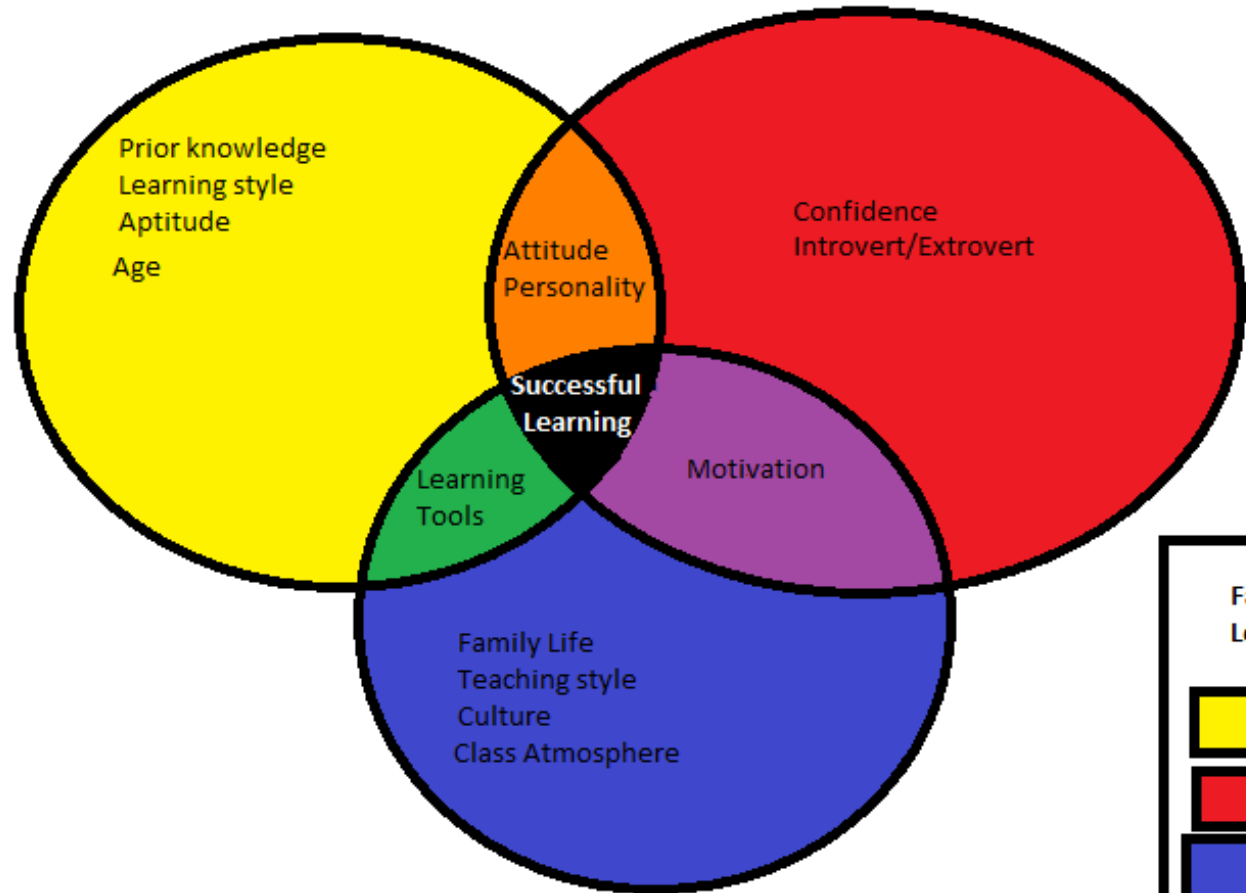 Prior knowledge
Learning style
Aptitude
Age
Attitude
Personality
Confidence
Introvert/Extrovert
Successful
Learning
Learning
Tools
Motivation
Family Life
Teaching style
Culture
Class Atmosphere